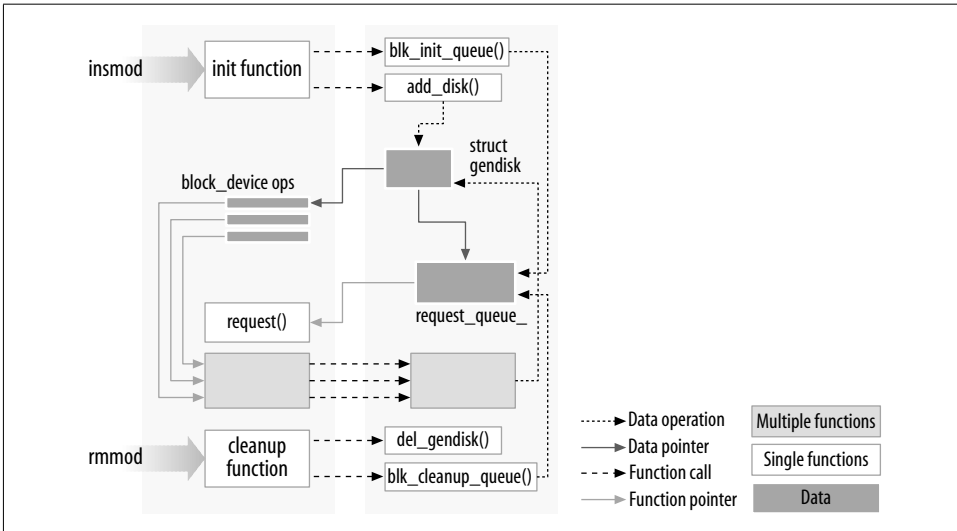 insmod
init function
blk_init_queue()
add_disk()
struct
gendisk
block_device ops
request()
request_queue_
rmmod
cleanup
function
del_gendisk()
blk_cleanup_queue()
Data operation
Data pointer
Function call
Function pointer
Multiple functions
Single functions
Data